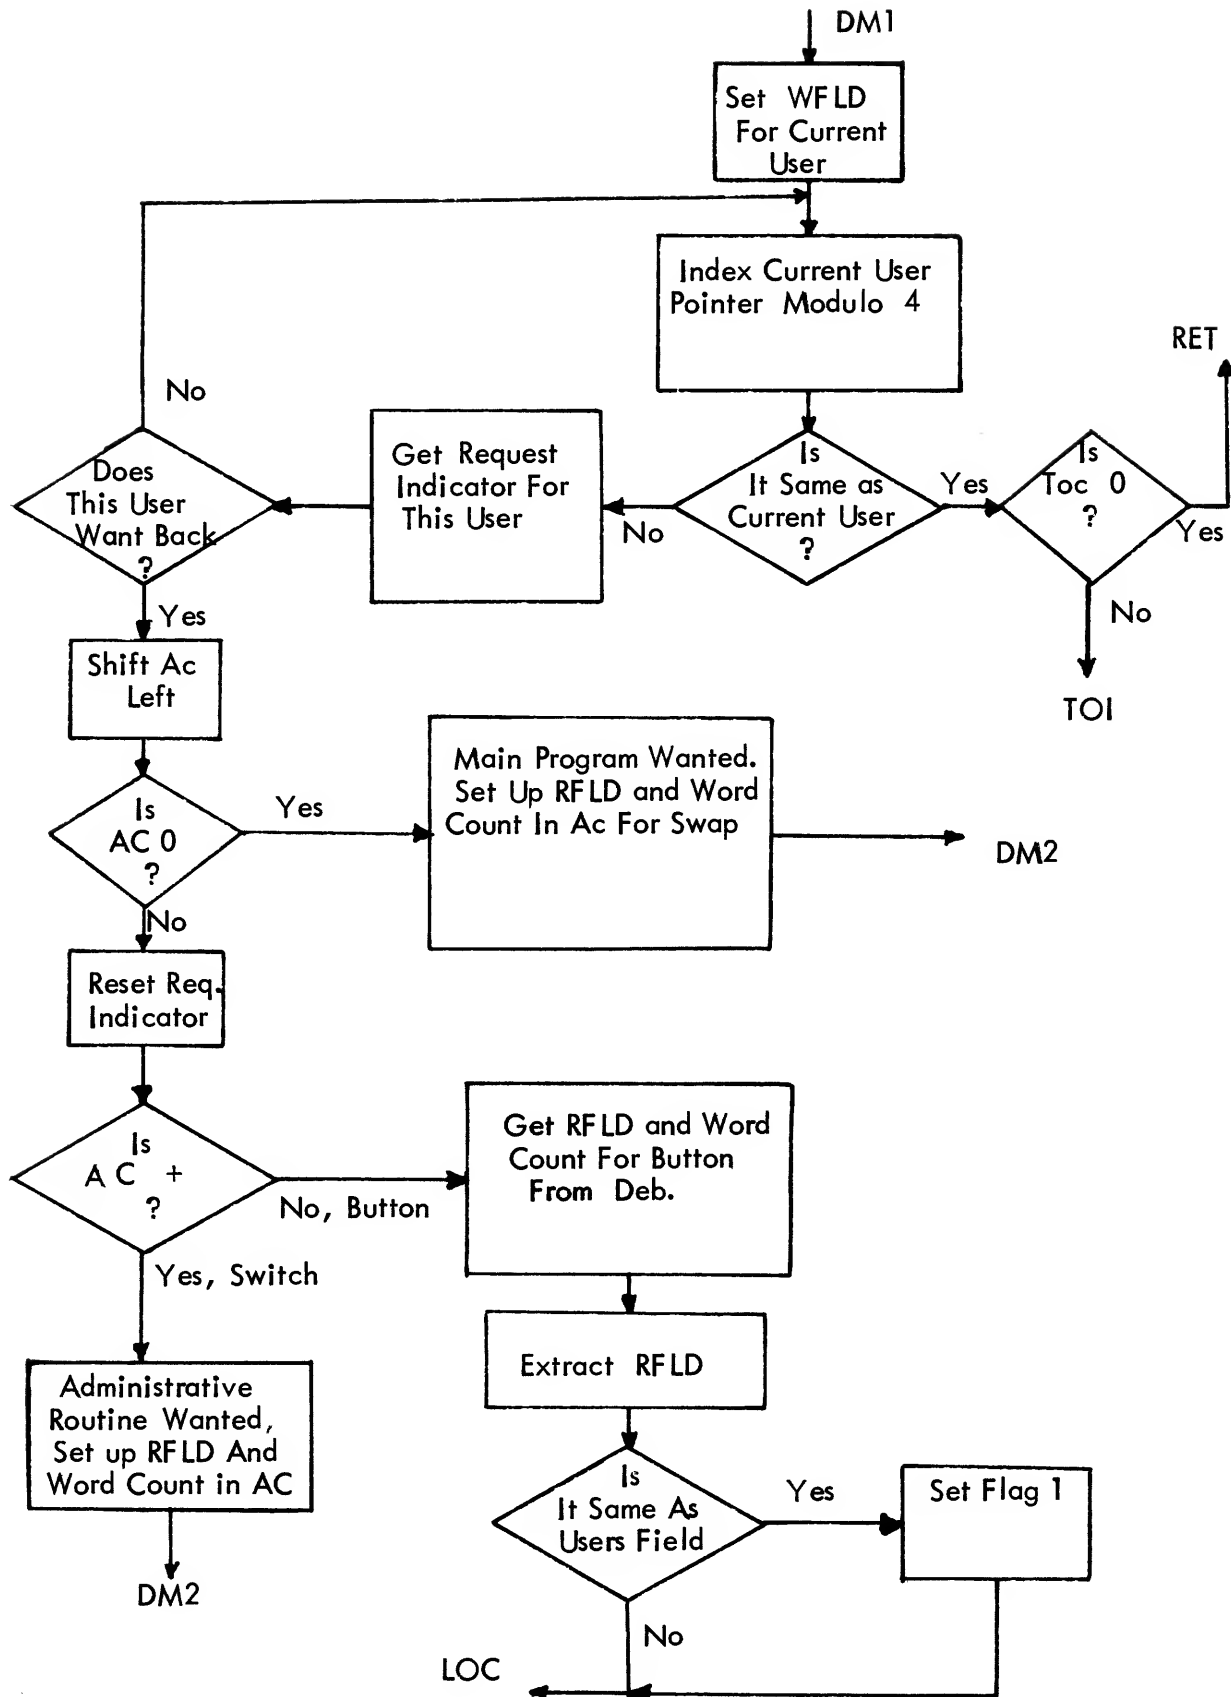 DM1
Set WFLD
For Current
User
Index Current User
Pointer Modulo 4
RET
No
Does
This User
Want Back
?
Get Request
Indicator For
This User
No
Is
It Same as
Current User
?
Yes
Is
Toc 0
?
Yes
No
TOI
Yes
Shift Ac
Left
Is
AC 0
?
Yes
Main Program Wanted.
Set Up RFLD and Word
Count In Ac For Swap
DM2
No
Reset Req.
Indicator
Is
AC +
?
No, Button
Get RFLD and Word
Count For Button
From Deb.
Yes, Switch
Extract RFLD
Administrative
Routine Wanted,
Set up RFLD And
Word Count in AC
DM2
Is
It Same As
Users Field
Yes
Set Flag 1
No
LOC